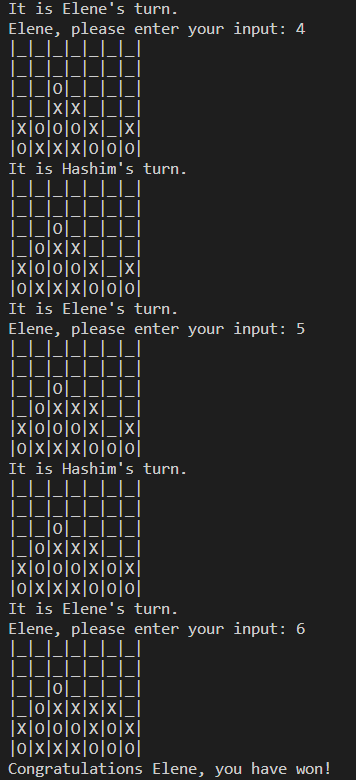 It is Elene's turn.
Elene, please enter your input: 4
|_|_|_|_|_|_|_|
|_|_|_|_|_|_|_|
|_|_|O|_|_|_|_|
|_|_|X|X|_|_|_|
|X|O|O|O|X|_|X|
|O|X|X|X|O|O|O|
It is Hashim's turn.
|_|_|_|_|_|_|_|
|_|_|_|_|_|_|_|
|_|_|O|_|_|_|_|
|_|O|X|X|_|_|_|
|X|O|O|O|X|_|X|
|O|X|X|X|O|O|O|
It is Elene's turn.
Elene, please enter your input: 5
|_|_|_|_|_|_|_|
|_|_|_|_|_|_|_|
|_|_|O|_|_|_|_|
|_|O|X|X|X|_|_|
|X|O|O|O|X|_|X|
|O|X|X|X|O|O|O|
It is Hashim's turn.
|_|_|_|_|_|_|_|
|_|_|_|_|_|_|_|
|_|_|O|_|_|_|_|
|_|O|X|X|X|_|_|
|X|O|O|O|X|O|X|
|O|X|X|X|O|O|O|
It is Elene's turn.
Elene, please enter your input: 6
|_|_|_|_|_|_|_|
|_|_|_|_|_|_|_|
|_|_|O|_|_|_|_|
|_|O|X|X|X|X|_|
|X|O|O|O|X|O|X|
|O|X|X|X|O|O|O|
Congratulations Elene, you have won!